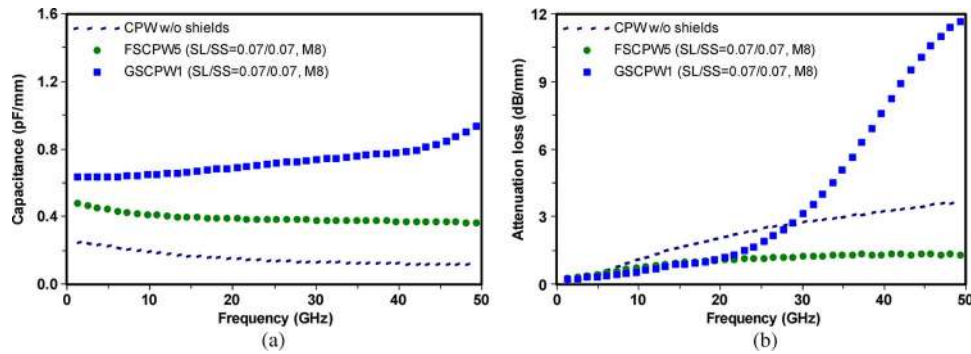 (a)
CPW w/o shields
FSCPW5 (SL/SS=0.07/0.07, M8)
GSCPW1 (SL/SS=0.07/0.07, M8)
Capacitance (pF/mm)
1.6
1.2
0.8
0.4
0.0
0 10 20 30 40 50
Frequency (GHz)
(a)
(b)
CPW w/o shields
FSCPW5 (SL/SS=0.07/0.07, M8)
GSCPW1 (SL/SS=0.07/0.07, M8)
Attenuation loss (dB/mm)
12
9
6
3
0
0 10 20 30 40 50
Frequency (GHz)
(b)